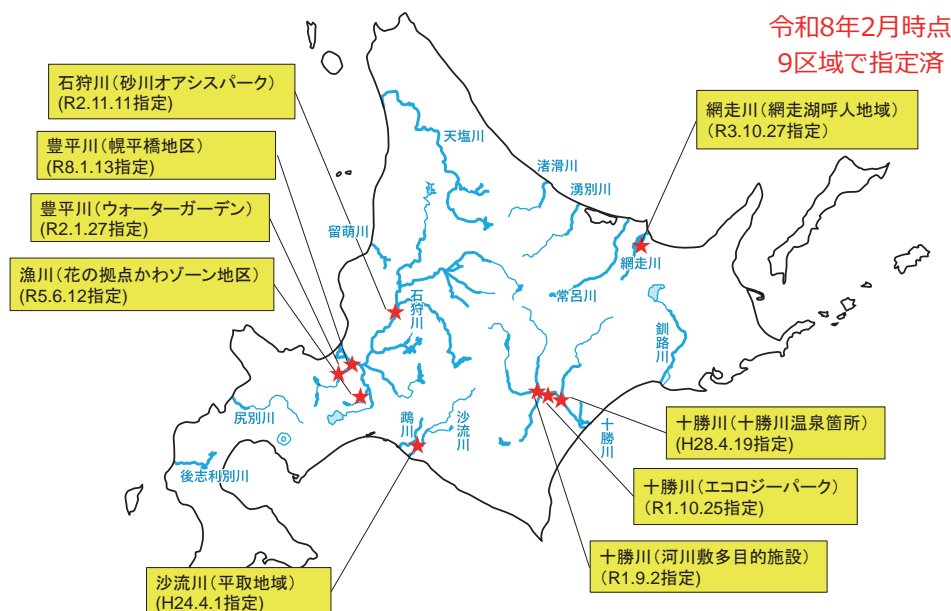 令和8年2月時点
9区域で指定済
石狩川（砂川オアシスパーク）
(R2.11.11指定)
豊平川（幌平橋地区）
(R8.1.13指定)
豊平川（ウォーターガーデン）
(R2.1.27指定)
漁川（花の拠点かわゾーン地区）
(R5.6.12指定)
網走川（網走湖呼人地域）
（R3.10.27指定）
天塩川
渚滑川
湧別川
留萌川
網走川
常呂川
石狩川
釧路川
尻別川
鵡川
沙流川
十勝川
後志利別川
十勝川（十勝川温泉箇所）
(H28.4.19指定)
十勝川（エコロジーパーク）
(R1.10.25指定)
十勝川（河川敷多目的施設）
(R1.9.2指定)
沙流川（平取地域）
(H24.4.1指定)